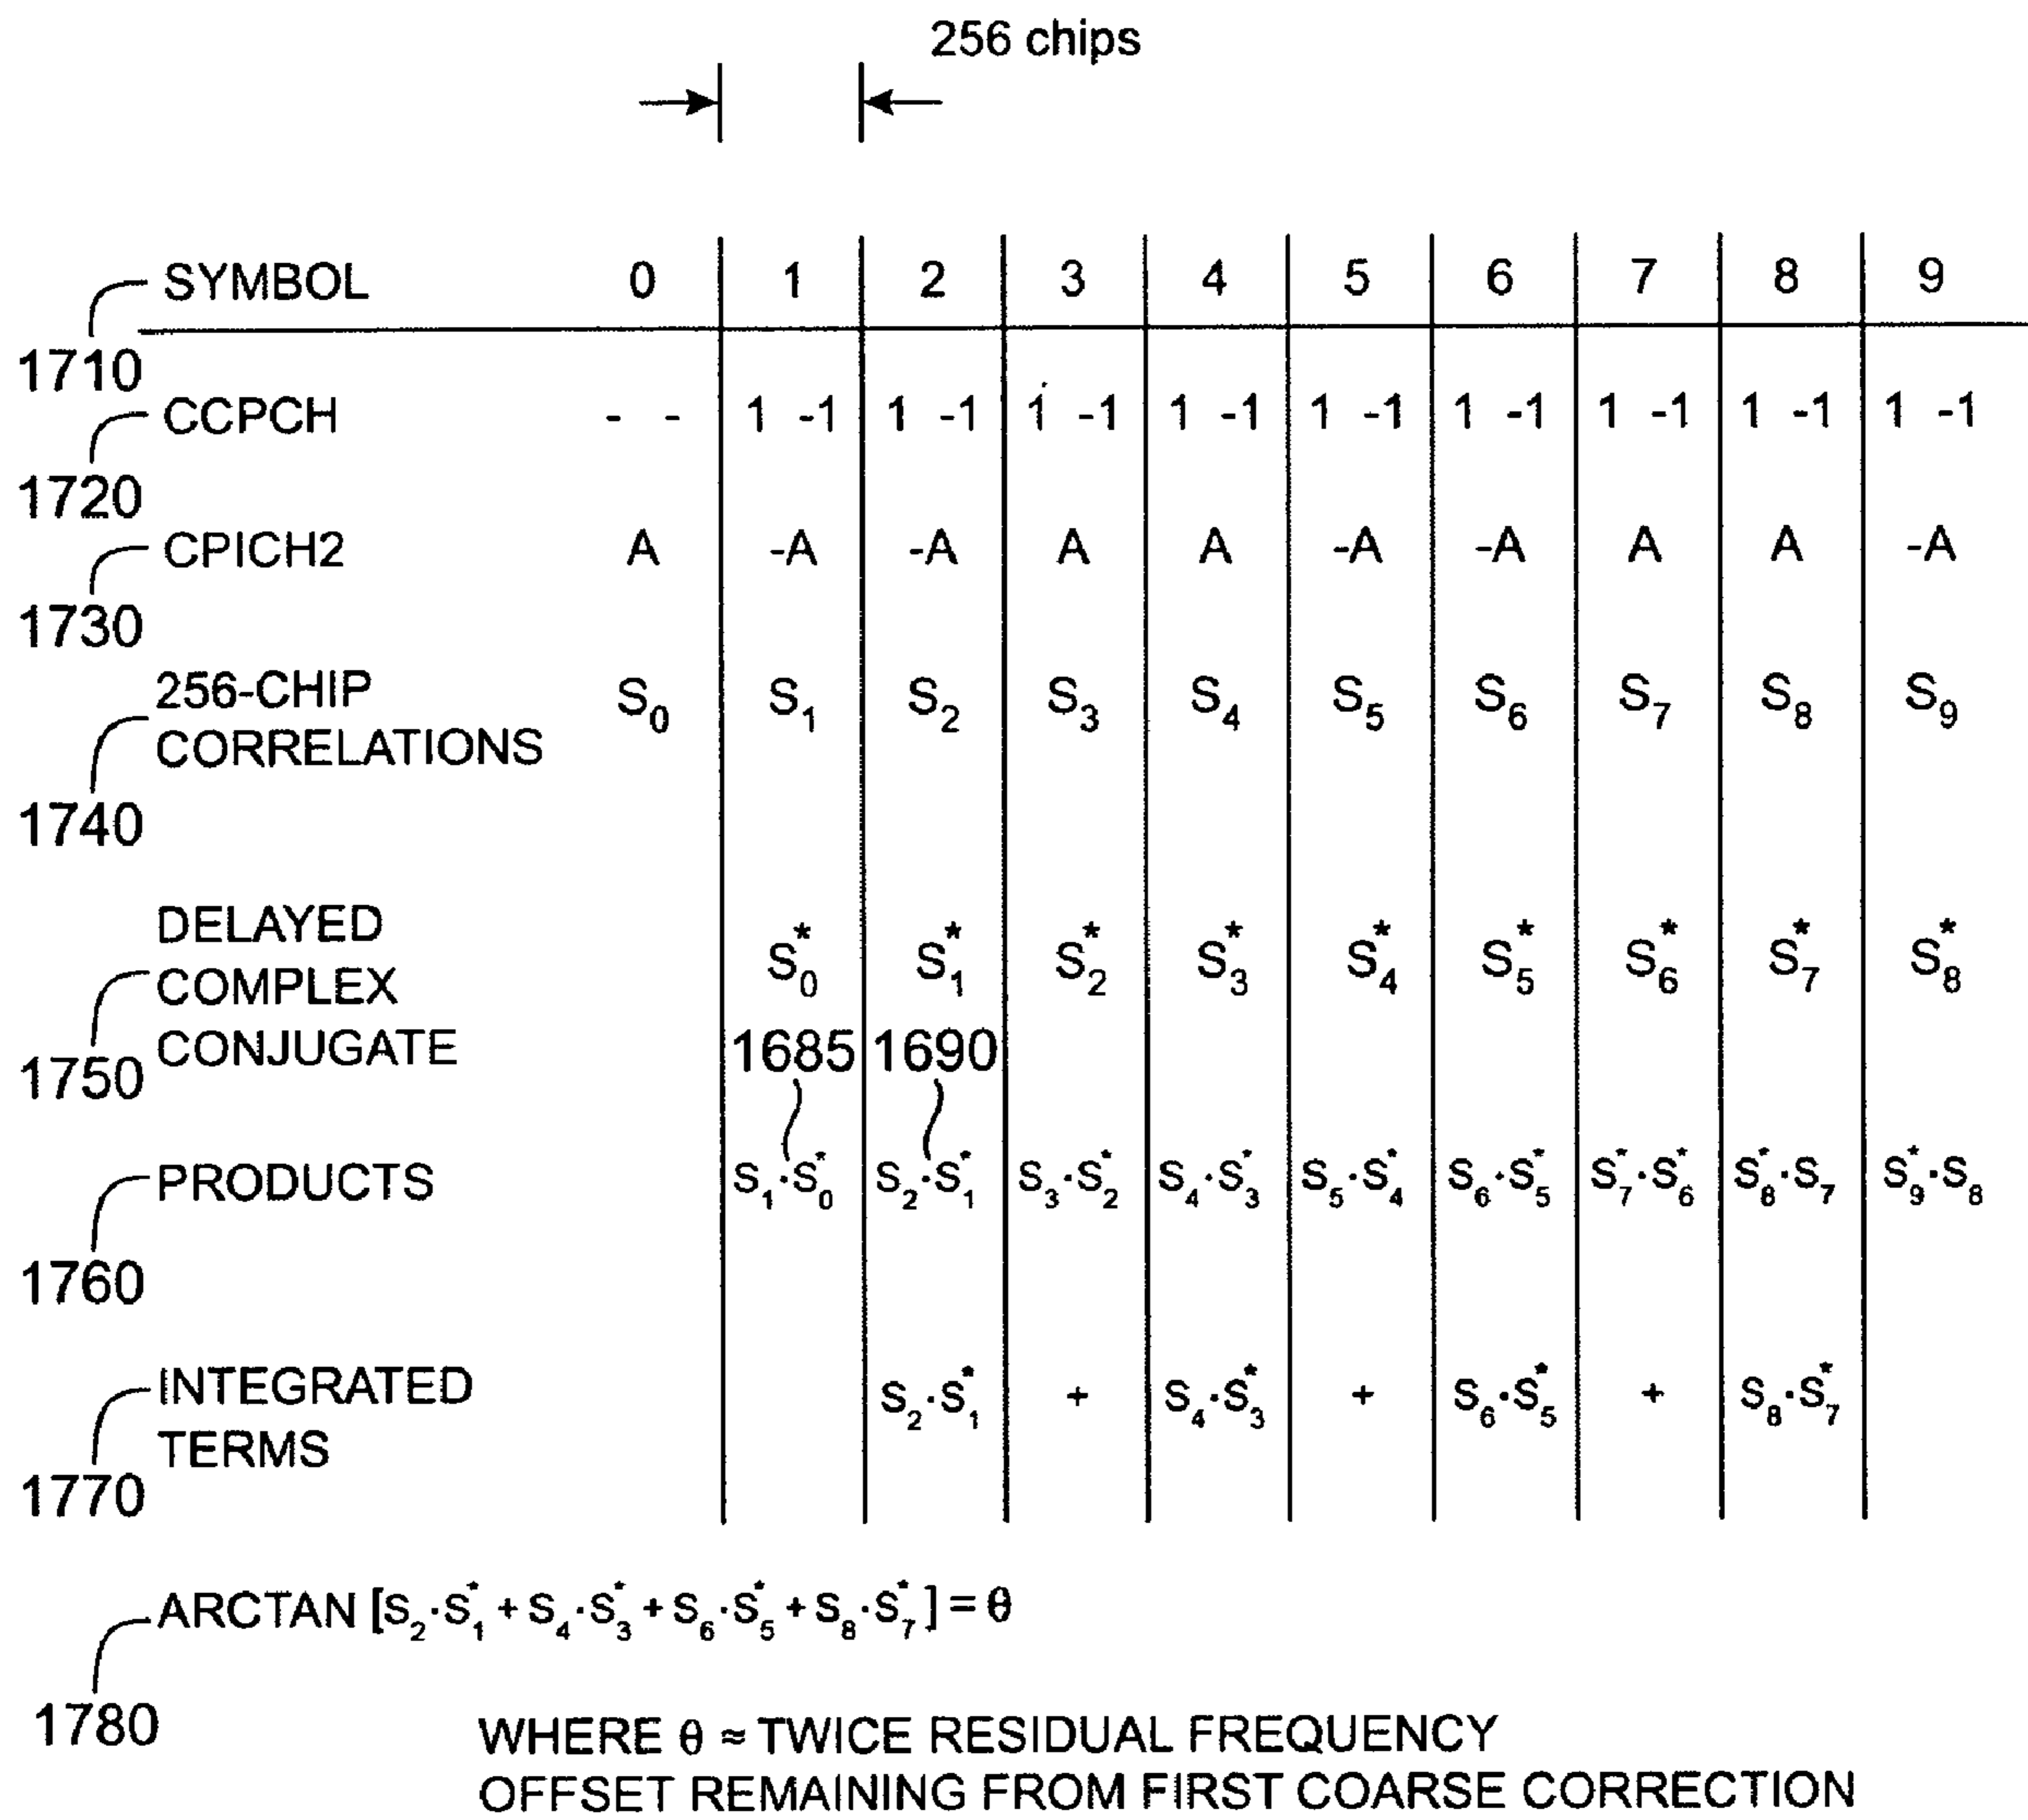 256 chips
SYMBOL 0 1 2 3 4 5 6 7 8 9
1710
CCPCH - - 1 -1 1 -1 1 -1 1 -1 1 -1 1 -1 1 -1 1 -1 1 -1
1720
CPICH2 A -A -A A A -A -A A A -A
1730
256-CHIP
CORRELATIONS S₀ S₁ S₂ S₃ S₄ S₅ S₆ S₇ S₈ S₉
1740
DELAYED
COMPLEX S₀* S₁* S₂* S₃* S₄* S₅* S₆* S₇* S₈*
CONJUGATE 1685 1690
1750
PRODUCTS S₁·S₀* S₂·S₁* S₃·S₂* S₄·S₃* S₅·S₄* S₆·S₅* S₇*·S₆* S₈*·S₇ S₉*·S₈
1760
INTEGRATED
TERMS S₂·S₁* + S₄·S₃* + S₆·S₅* + S₈·S₇*
1770
ARCTAN [S₂·S₁* + S₄·S₃* + S₆·S₅* + S₈·S₇*] = θ
1780
WHERE θ ≈ TWICE RESIDUAL FREQUENCY
OFFSET REMAINING FROM FIRST COARSE CORRECTION